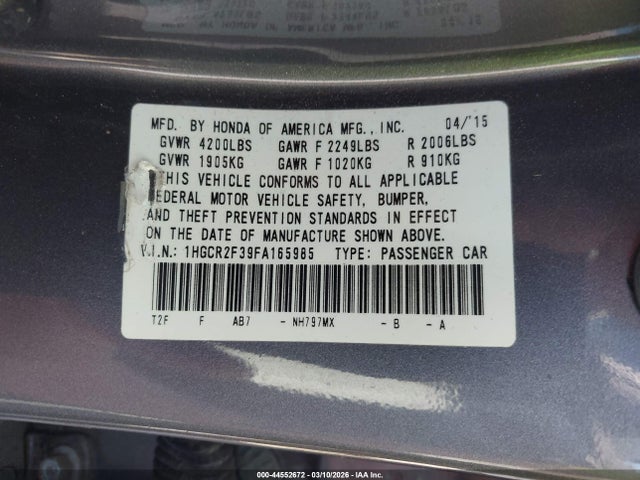 MFD. BY HONDA OF AMERICA MFG., INC. 04/'15
GVWR 4200LBS GAWR F 2249LBS R 2006LBS
GVWR 1905KG GAWR F 1020KG R 910KG
THIS VEHICLE CONFORMS TO ALL APPLICABLE
FEDERAL MOTOR VEHICLE SAFETY, BUMPER,
AND THEFT PREVENTION STANDARDS IN EFFECT
ON THE DATE OF MANUFACTURE SHOWN ABOVE.
V.I.N.: 1HGCR2F39FA165985 TYPE: PASSENGER CAR
T2F F AB7 - NH797MX - B - A
000-44552672 - 03/10/2026 - IAA Inc.